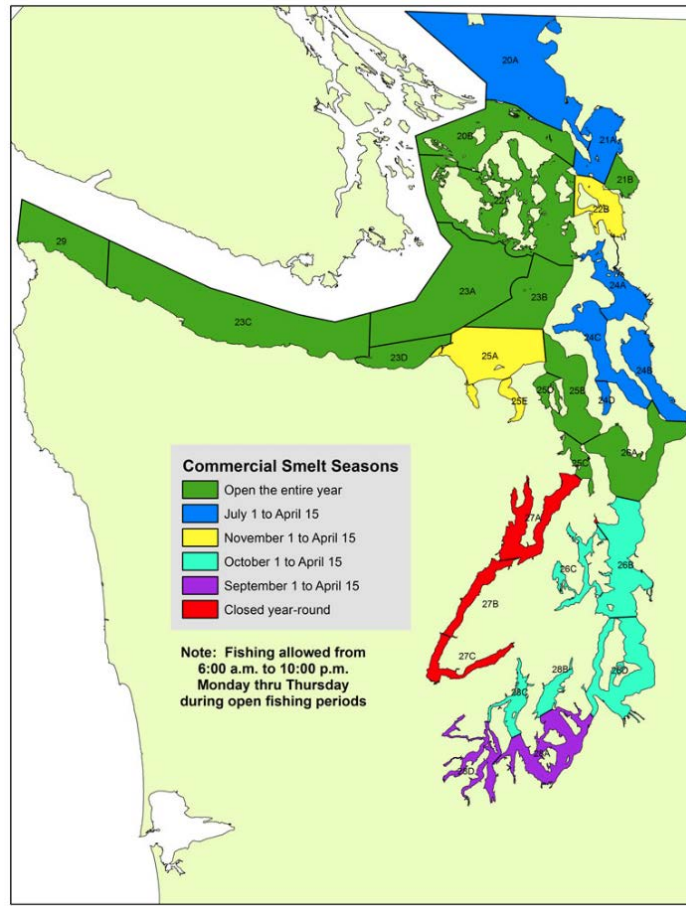 20A
21A
20B
21B
22A
22B
29
24A
23A
23B
23C
24C
23D
25A
24B
25D
25B
25E
24D
26A
25C
Commercial Smelt Seasons
Open the entire year
July 1 to April 15
November 1 to April 15
October 1 to April 15
September 1 to April 15
Closed year-round
27A
26C
26B
27B
Note: Fishing allowed from
6:00 a.m. to 10:00 p.m.
Monday thru Thursday
during open fishing periods
27C
28B
26D
28C
28A
28D